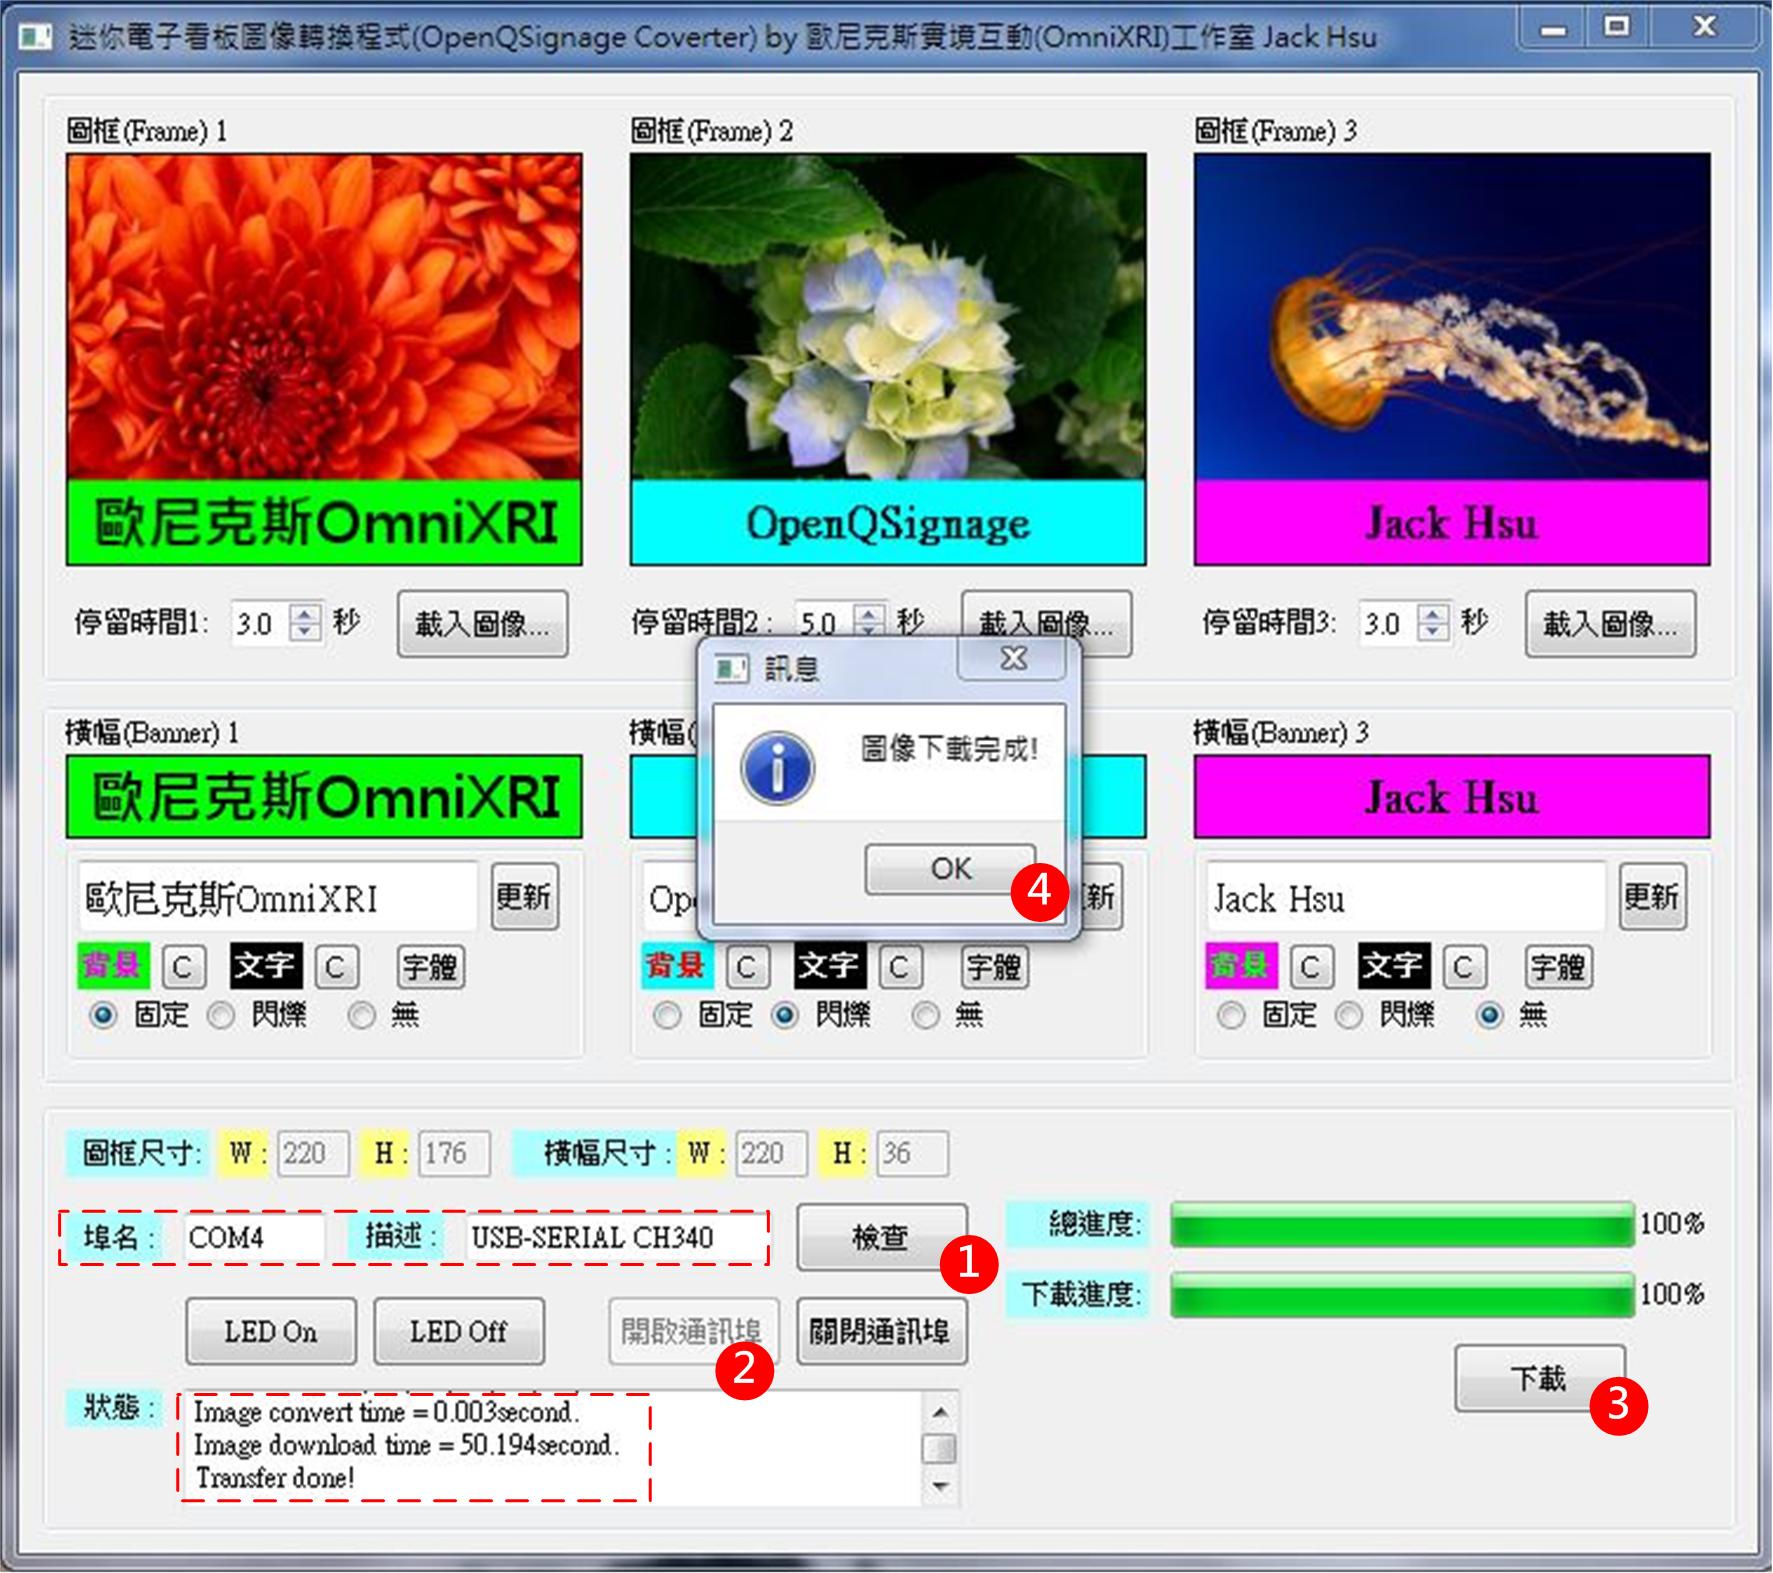 迷你電子看板圖像轉換程式(OpenQSignage Coverter) by 歐尼克斯實境互動(OmniXRI)工作室 Jack Hsu
圖框(Frame) 1
圖框(Frame) 2
圖框(Frame) 3
歐尼克斯OmniXRI
OpenQSignage
Jack Hsu
停留時間1: 3.0 秒 載入圖像...
停留時間2 : 5.0 秒 載入圖像...
停留時間3: 3.0 秒 載入圖像...
訊息
圖像下載完成!
OK
4
橫幅(Banner) 1
橫幅(
橫幅(Banner) 3
歐尼克斯OmniXRI
Jack Hsu
歐尼克斯OmniXRI 更新
Op 新
Jack Hsu 更新
背景 C 文字 C 字體
背景 C 文字 C 字體
背景 C 文字 C 字體
固定 閃爍 無
固定 閃爍 無
固定 閃爍 無
圖框尺寸: W : 220 H : 176 橫幅尺寸 : W : 220 H : 36
埠名 : COM4 描述 : USB-SERIAL CH340 檢查
1
總進度: 100%
下載進度: 100%
LED On LED Off 開啟通訊埠 關閉通訊埠
2
下載
3
狀態 :
Image convert time = 0.003second.
Image download time = 50.194second.
Transfer done!